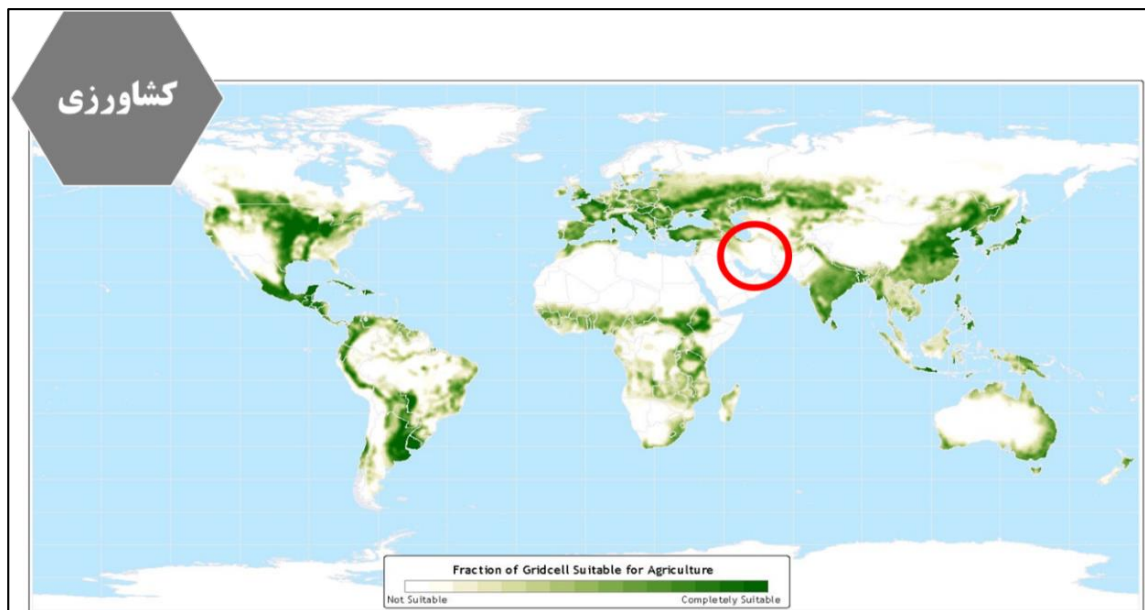 کشاورزی
Fraction of Gridcell Suitable for Agriculture
Not Suitable
Completely Suitable